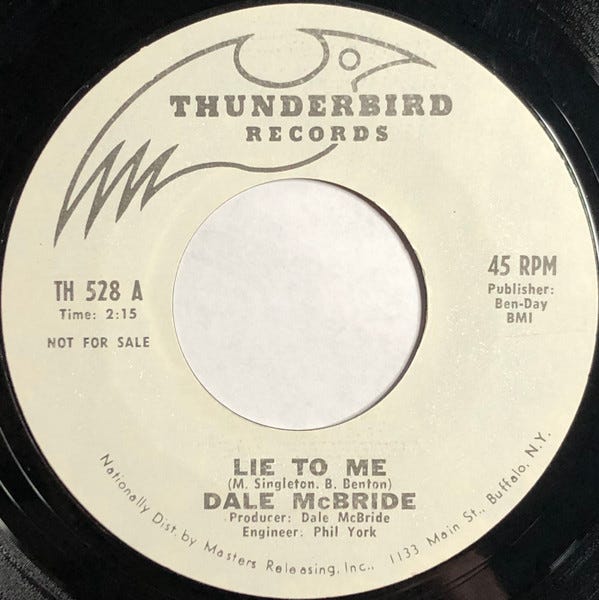 THUNDERBIRD
RECORDS
TH 528 A
Time: 2:15
NOT FOR SALE
45 RPM
Publisher:
Ben-Day
BMI
LIE TO ME
(M. Singleton. B. Benton)
DALE McBRIDE
Producer: Dale McBride
Engineer: Phil York
Nationally Dist. by Masters Releasing, Inc., 1133 Main St., Buffalo, N.Y.